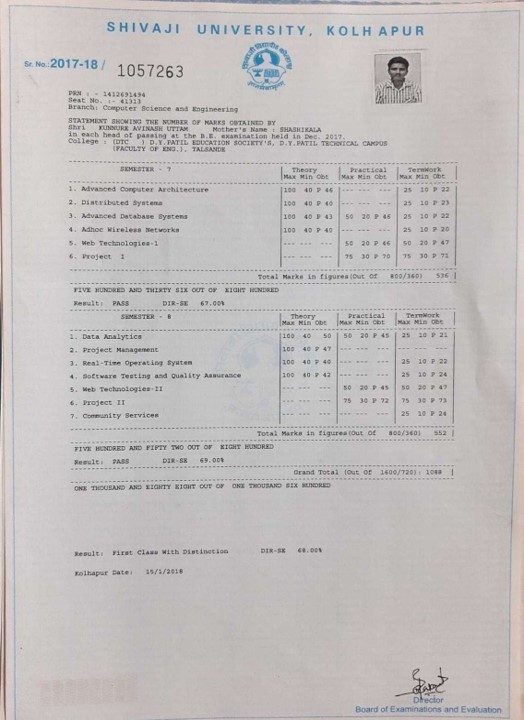 SHIVAJI UNIVERSITY, KOLHAPUR
Sr. No.: 2017-18 / 1057263
PRN : - 1412691494
Seat No. :- 41313
Branch: Computer Science and Engineering
STATEMENT SHOWING THE NUMBER OF MARKS OBTAINED BY
Shri KUNNURE AVINASH UTTAM Mother's Name : SHASHIKALA
in each head of passing at the B.E. examination held in Dec. 2017.
College : (DTC ) D.Y.PATIL EDUCATION SOCIETY'S, D.Y.PATIL TECHNICAL CAMPUS
(FACULTY OF ENG.), TALSANDE
SEMESTER - 7 Theory Practical TermWork
Max Min Obt Max Min Obt Max Min Obt
1. Advanced Computer Architecture 100 40 P 46 --- --- --- 25 10 P 22
2. Distributed Systems 100 40 P 40 --- --- --- 25 10 P 23
3. Advanced Database Systems 100 40 P 43 50 20 P 46 25 10 P 22
4. Adhoc Wireless Networks 100 40 P 40 --- --- --- 25 10 P 20
5. Web Technologies-1 --- --- --- 50 20 P 46 50 20 P 47
6. Project I --- --- --- 75 30 P 70 75 30 P 71
Total Marks in figures(Out Of 800/360) 536
FIVE HUNDRED AND THIRTY SIX OUT OF EIGHT HUNDRED
Result: PASS DIR-SE 67.00%
SEMESTER - 8 Theory Practical TermWork
Max Min Obt Max Min Obt Max Min Obt
1. Data Analytics 100 40 50 50 20 P 45 25 10 P 21
2. Project Management 100 40 P 47 --- --- --- --- --- ---
3. Real-Time Operating System 100 40 P 40 --- --- --- 25 10 P 22
4. Software Testing and Quality Assurance 100 40 P 42 --- --- --- 25 10 P 24
5. Web Technologies-II --- --- --- 50 20 P 45 50 20 P 47
6. Project II --- --- --- 75 30 P 72 75 30 P 73
7. Community Services --- --- --- --- --- --- 25 10 P 24
Total Marks in figures(Out Of 800/360) 552
FIVE HUNDRED AND FIFTY TWO OUT OF EIGHT HUNDRED
Result: PASS DIR-SE 69.00%
Grand Total (Out Of 1600/720): 1088
ONE THOUSAND AND EIGHTY EIGHT OUT OF ONE THOUSAND SIX HUNDRED
Result: First Class With Distinction DIR-SE 68.00%
Kolhapur Date: 15/1/2018
Director
Board of Examinations and Evaluation